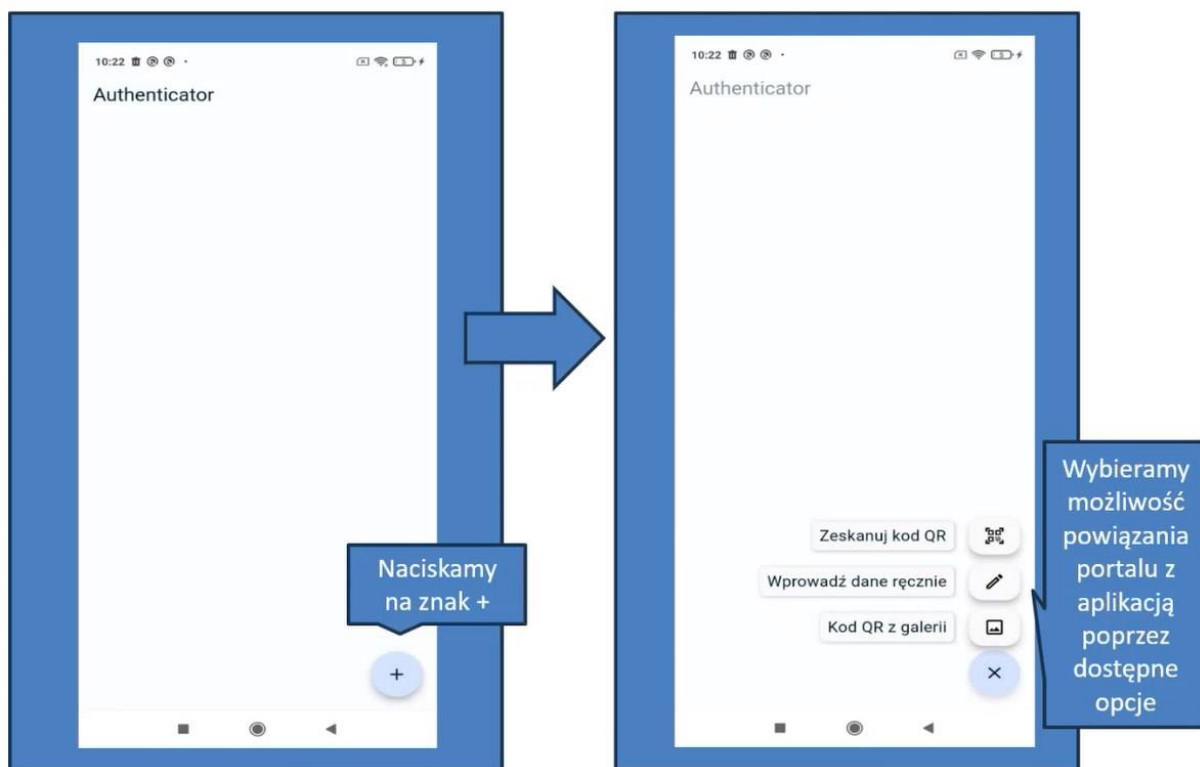 10:22
Authenticator
Naciskamy
na znak +
+
10:22
Authenticator
Zeskanuj kod QR
Wprowadź dane ręcznie
Kod QR z galerii
Wybieramy
możliwość
powiązania
portalu z
aplikacją
poprzez
dostępne
opcje